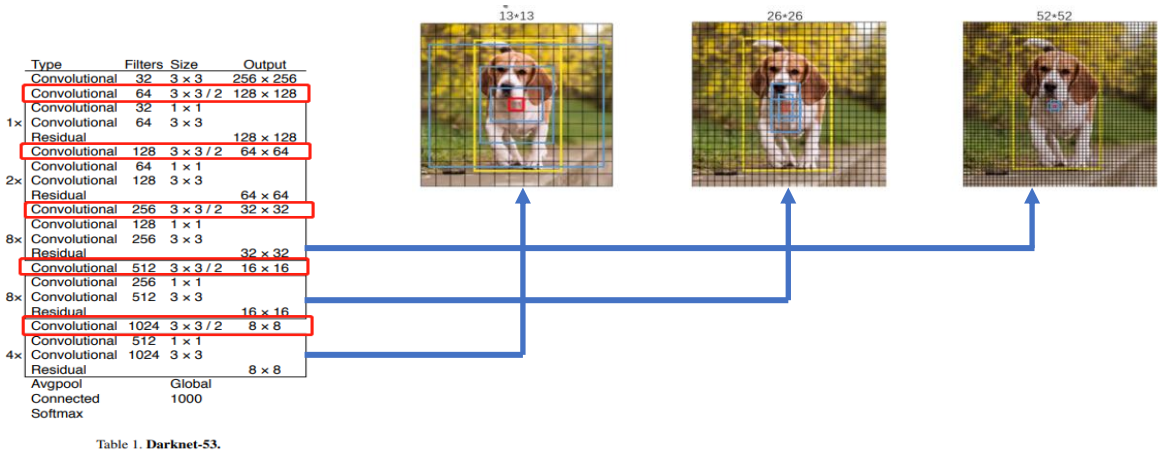 13*13
26*26
52*52
Type Filters Size Output
Convolutional 32 3 × 3 256 × 256
Convolutional 64 3 × 3 / 2 128 × 128
Convolutional 32 1 × 1
1× Convolutional 64 3 × 3
Residual 128 × 128
Convolutional 128 3 × 3 / 2 64 × 64
Convolutional 64 1 × 1
2× Convolutional 128 3 × 3
Residual 64 × 64
Convolutional 256 3 × 3 / 2 32 × 32
Convolutional 128 1 × 1
8× Convolutional 256 3 × 3
Residual 32 × 32
Convolutional 512 3 × 3 / 2 16 × 16
Convolutional 256 1 × 1
8× Convolutional 512 3 × 3
Residual 16 × 16
Convolutional 1024 3 × 3 / 2 8 × 8
Convolutional 512 1 × 1
4× Convolutional 1024 3 × 3
Residual 8 × 8
Avgpool Global
Connected 1000
Softmax
Table 1. Darknet-53.